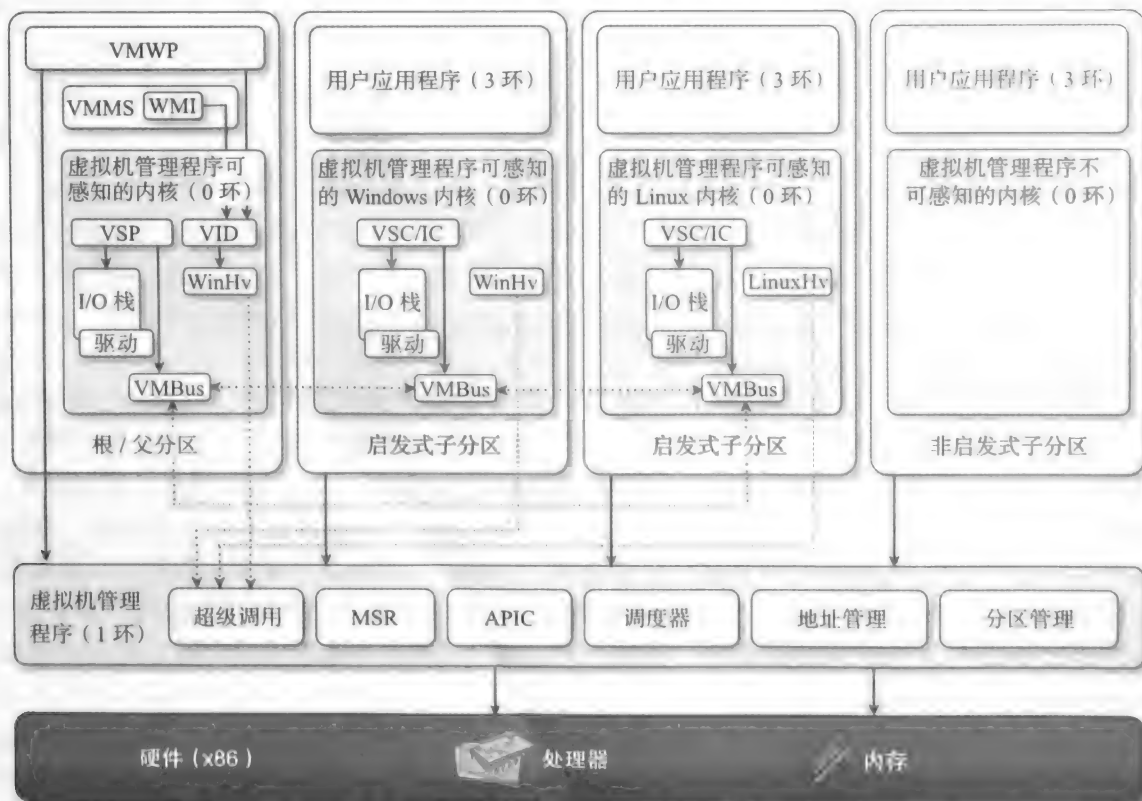 VMWP
VMMS WMI
虚拟机管理程序可
感知的内核（0 环）
VSP
VID
WinHv
I/O 栈
驱动
VMBus
根 / 父分区
用户应用程序（3 环）
虚拟机管理程序可感知
的 Windows 内核（0 环）
VSC/IC
WinHv
I/O 栈
驱动
VMBus
启发式子分区
用户应用程序（3 环）
虚拟机管理程序可感知
的 Linux 内核（0 环）
VSC/IC
LinuxHv
I/O 栈
驱动
VMBus
启发式子分区
用户应用程序（3 环）
虚拟机管理程序不
可感知的内核（0 环）
非启发式子分区
虚拟机管理
程序（1 环）
超级调用
MSR
APIC
调度器
地址管理
分区管理
硬件（x86）
处理器
内存